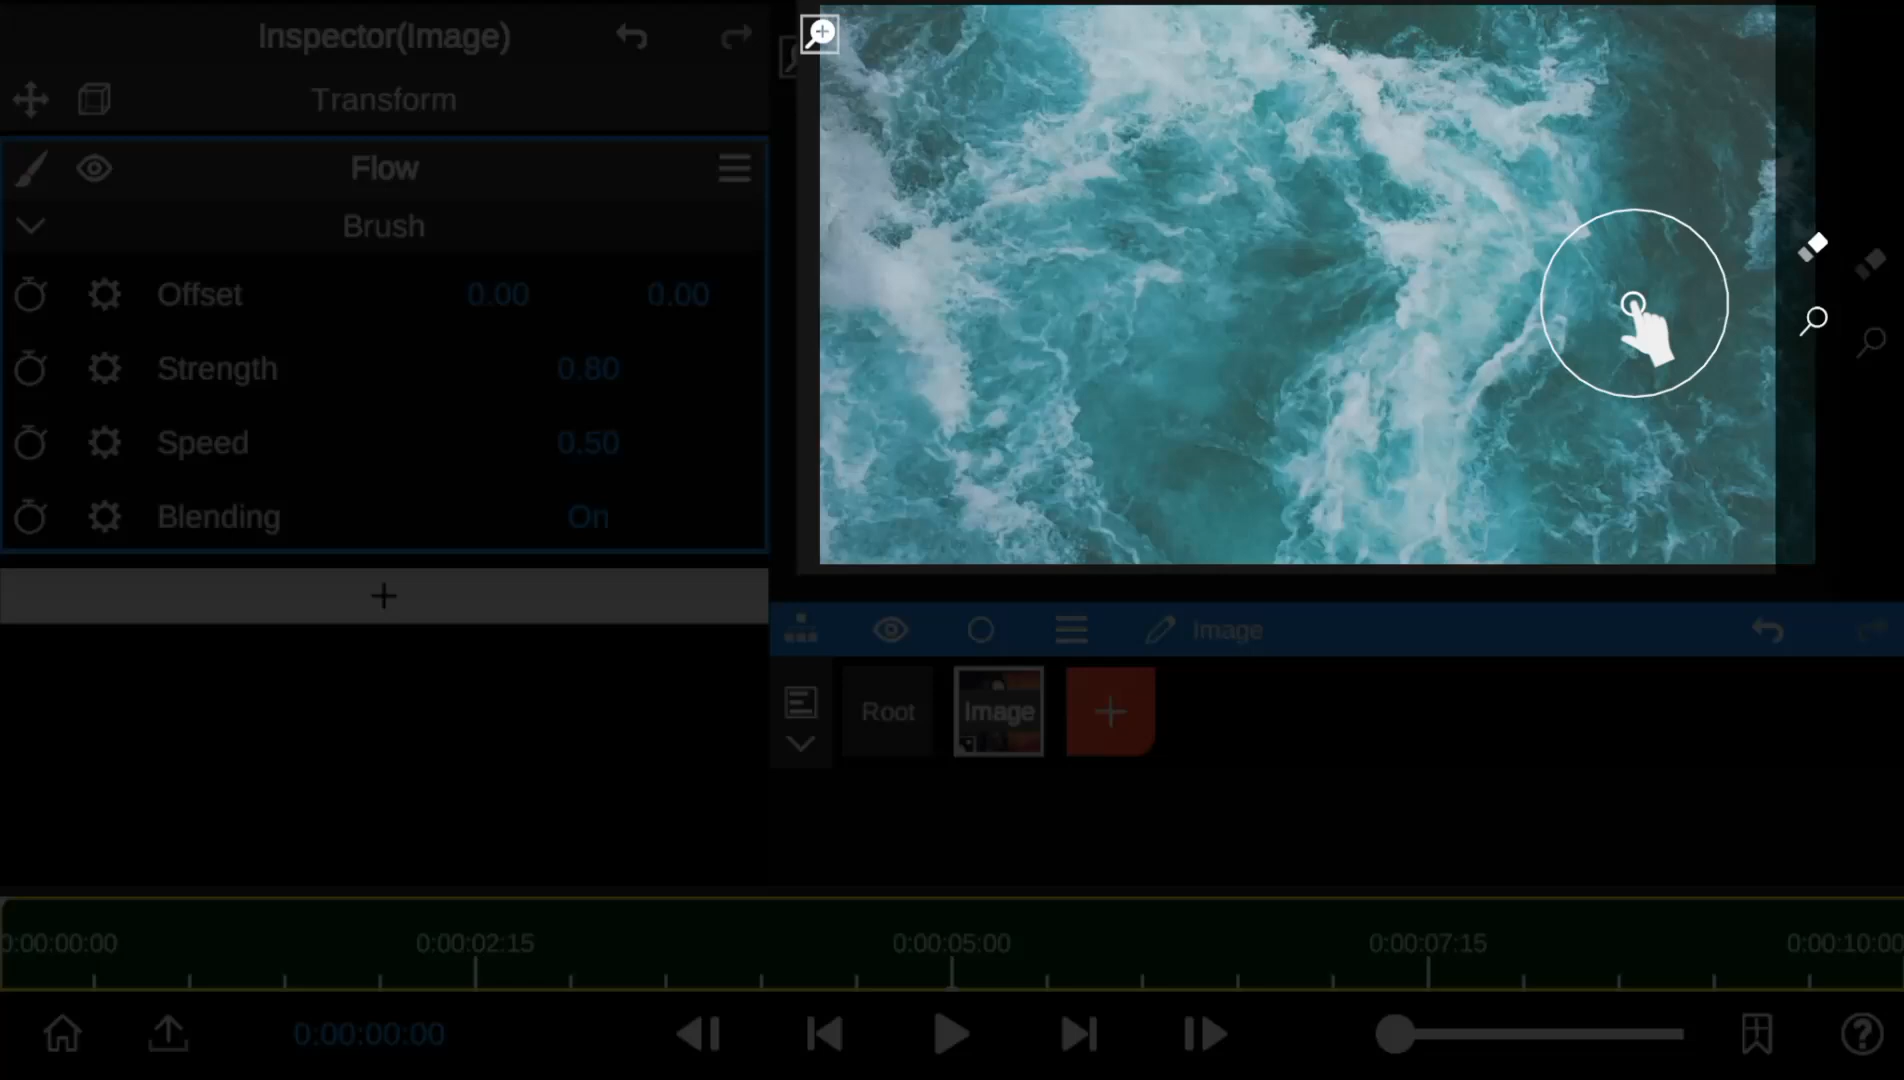 Inspector(Image)
Transform
Flow
Brush
Offset 0.00 0.00
Strength 0.80
Speed 0.50
Blending On
+
Image
Root
Image
+
0:00:00:00 0:00:02:15 0:00:05:00 0:00:07:15 0:00:10:00
0:00:00:00